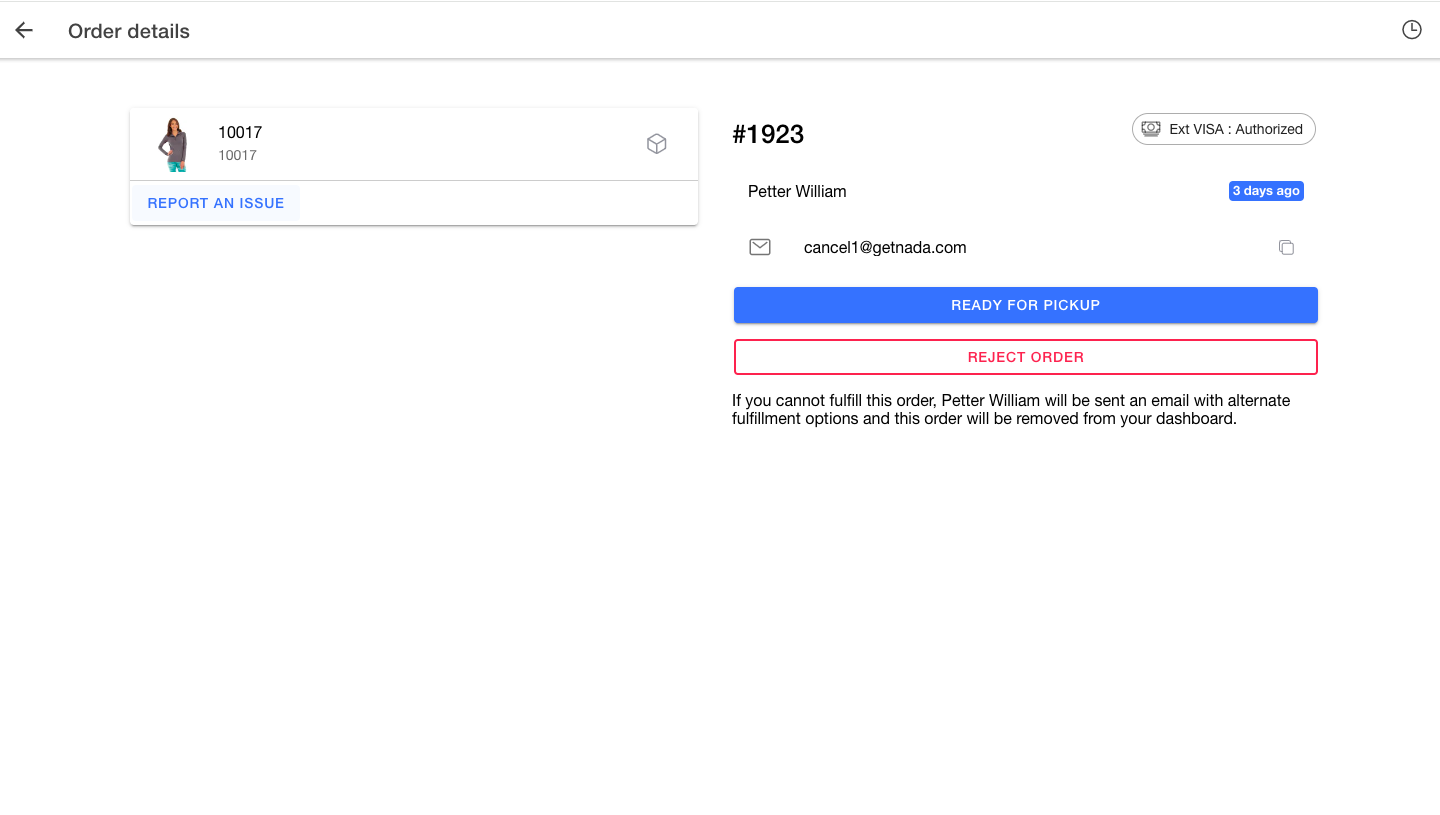 Order details
10017
10017
REPORT AN ISSUE
#1923
Ext VISA : Authorized
Petter William
3 days ago
cancel1@getnada.com
READY FOR PICKUP
REJECT ORDER
If you cannot fulfill this order, Petter William will be sent an email with alternate
fulfillment options and this order will be removed from your dashboard.